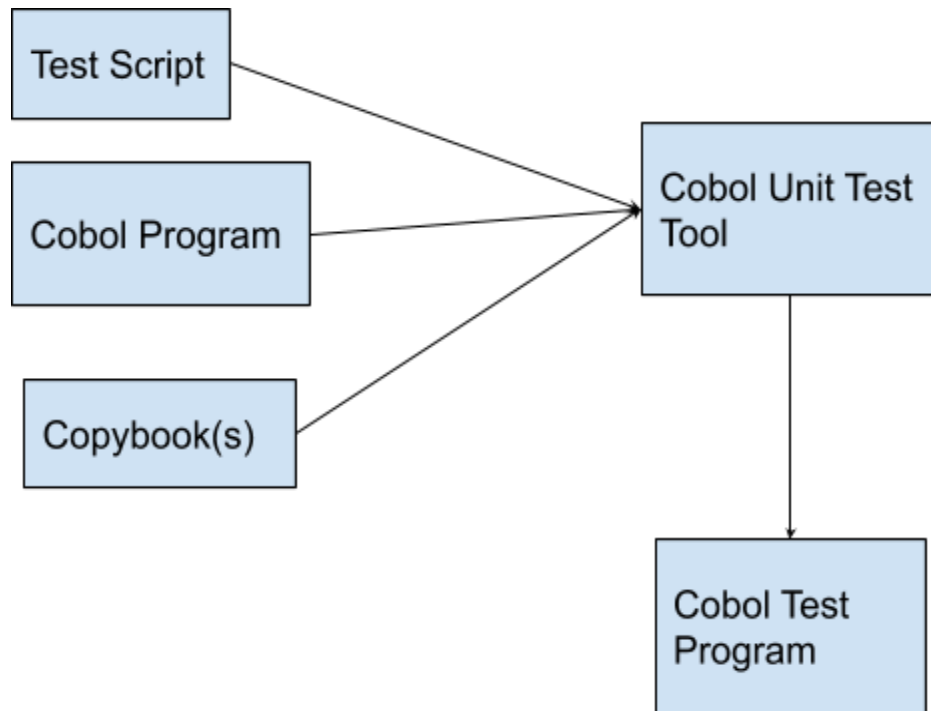 Test Script
Cobol Program
Copybook(s)
Cobol Unit Test
Tool
Cobol Test
Program